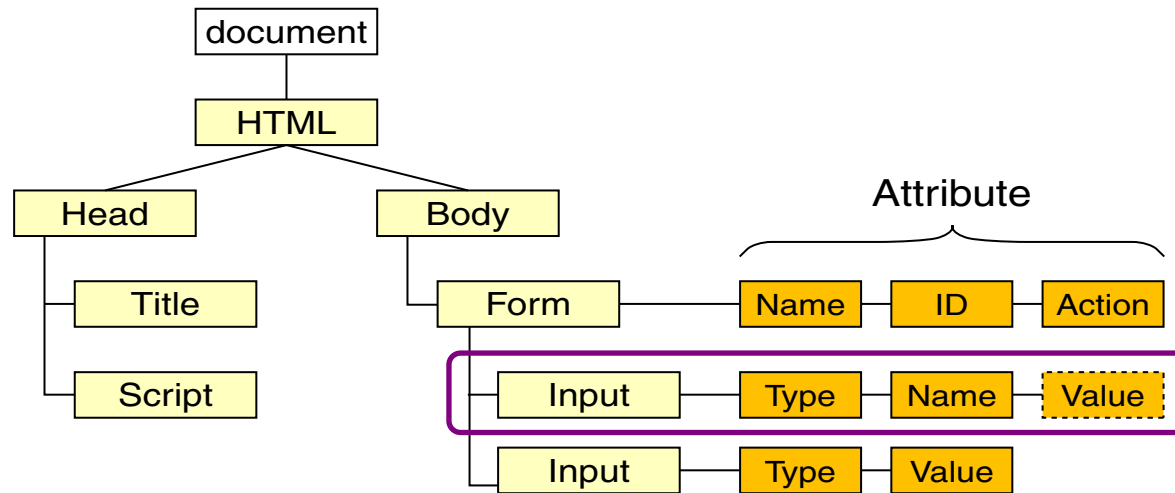 document
HTML
Head
Body
Attribute
Title
Form
Name
ID
Action
Script
Input
Type
Name
Value
Input
Type
Value